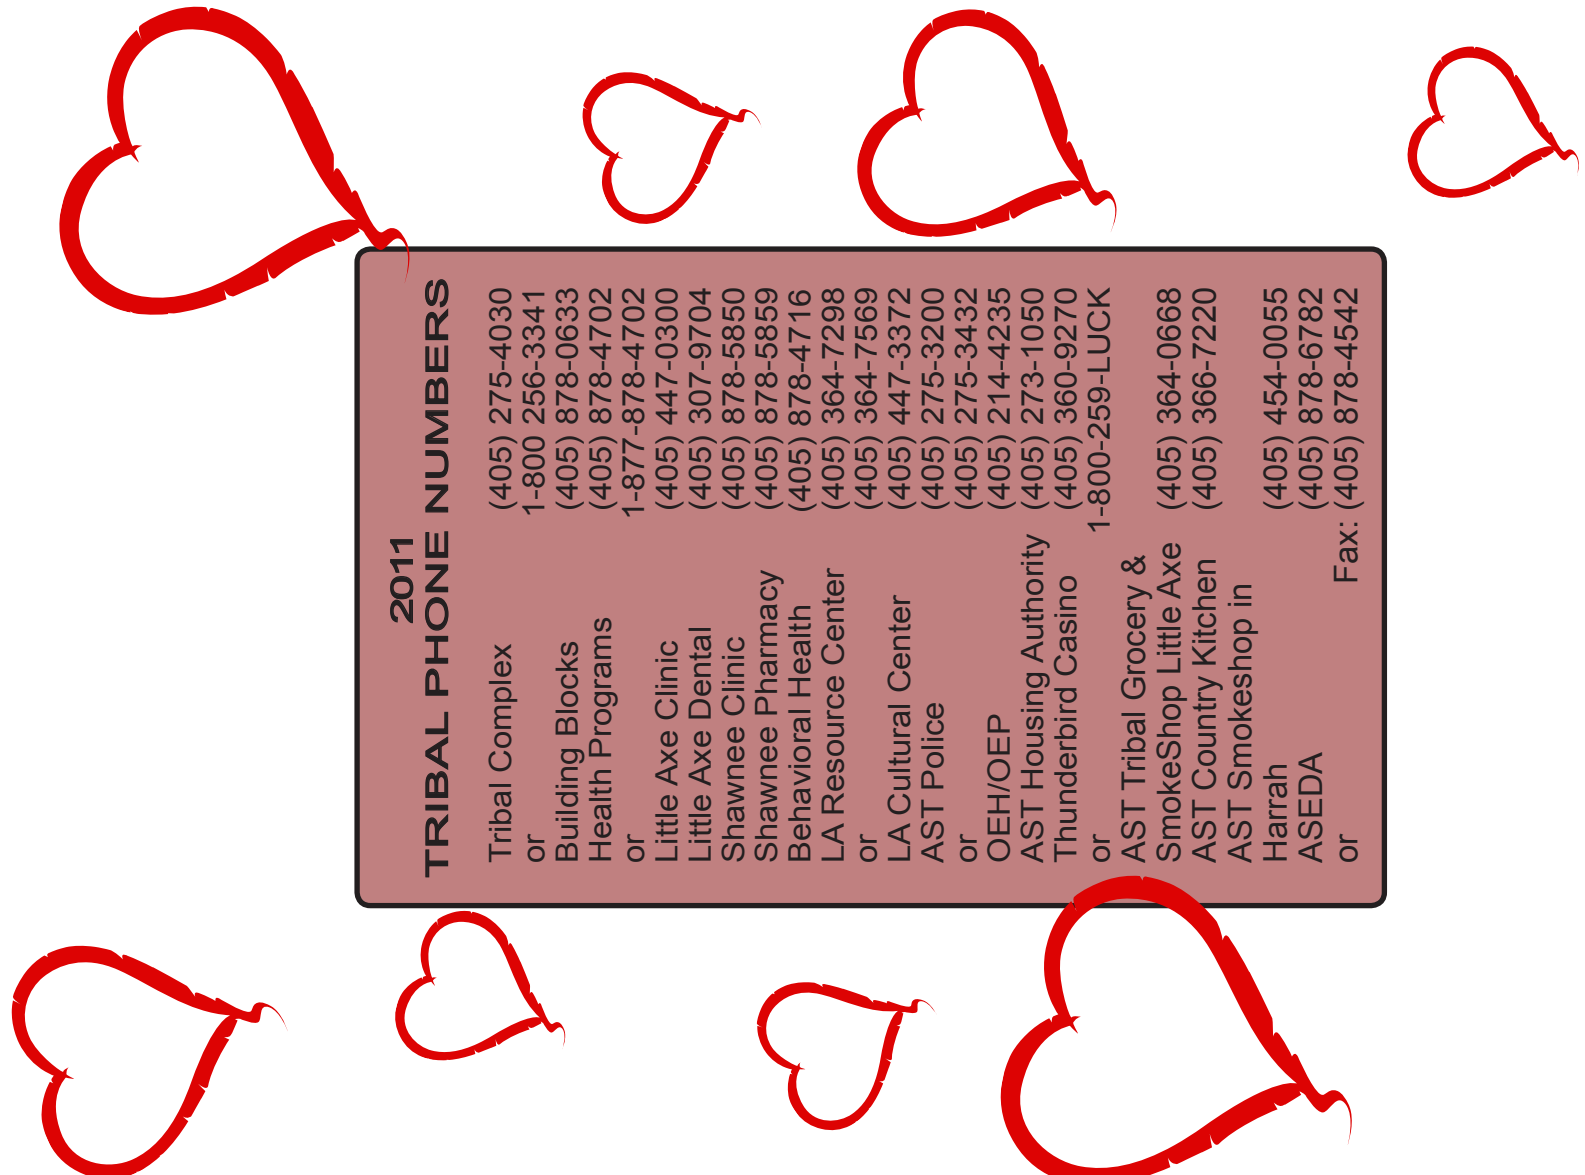 2011
TRIBAL PHONE NUMBERS
Tribal Complex (405) 275-4030
or 1-800 256-3341
Building Blocks (405) 878-0633
Health Programs (405) 878-4702
or 1-877-878-4702
Little Axe Clinic (405) 447-0300
Little Axe Dental (405) 307-9704
Shawnee Clinic (405) 878-5850
Shawnee Pharmacy (405) 878-5859
Behavioral Health (405) 878-4716
LA Resource Center (405) 364-7298
or (405) 364-7569
LA Cultural Center (405) 447-3372
AST Police (405) 275-3200
or (405) 275-3432
OEH/OEP (405) 214-4235
AST Housing Authority (405) 273-1050
Thunderbird Casino (405) 360-9270
or 1-800-259-LUCK
AST Tribal Grocery &
SmokeShop Little Axe (405) 364-0668
AST Country Kitchen (405) 366-7220
AST Smokeshop in
Harrah (405) 454-0055
ASEDA (405) 878-6782
or Fax: (405) 878-4542